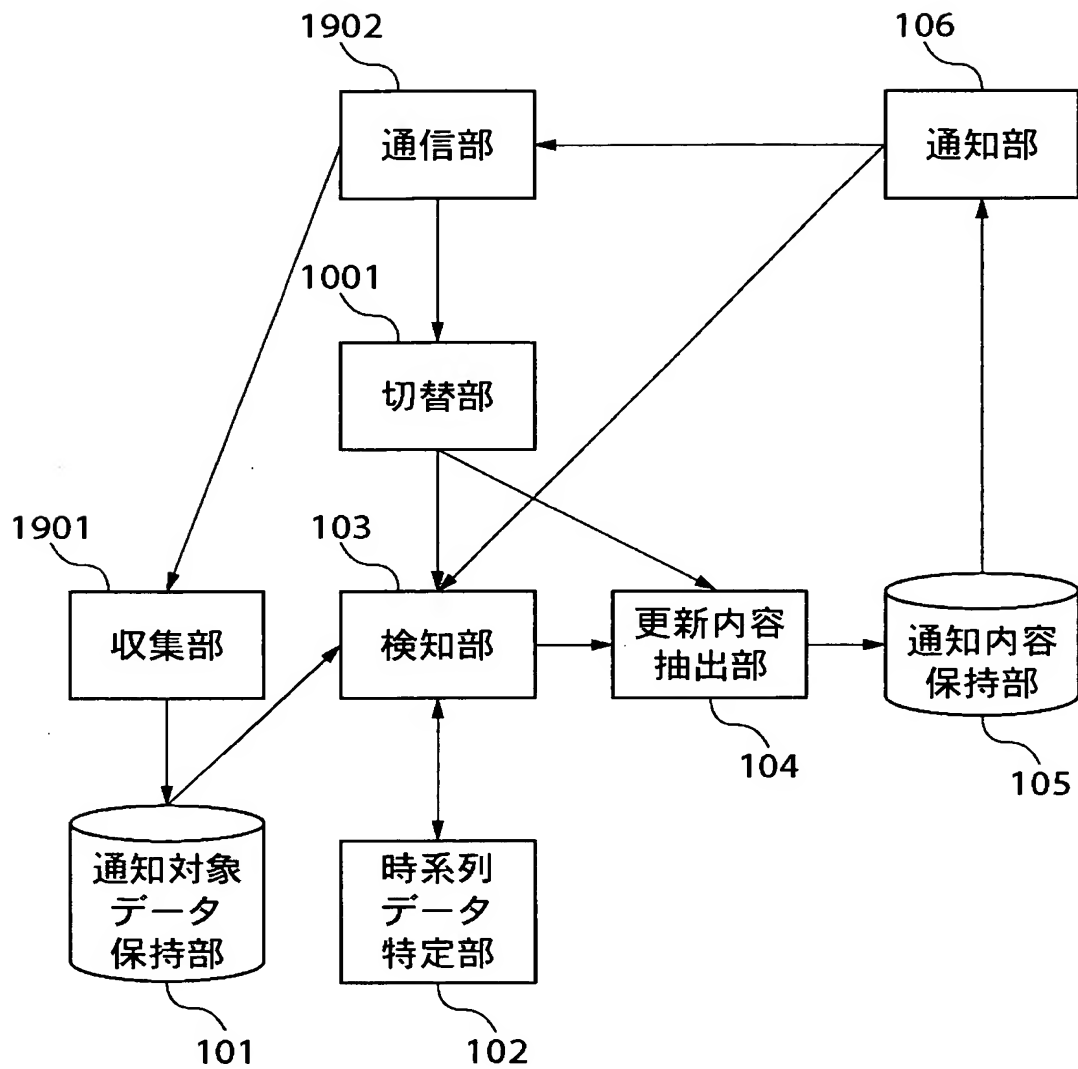 1902
106
通信部
通知部
1001
切替部
1901
103
収集部
検知部
更新内容
抽出部
通知内容
保持部
104
105
通知対象
データ
保持部
時系列
データ
特定部
101
102